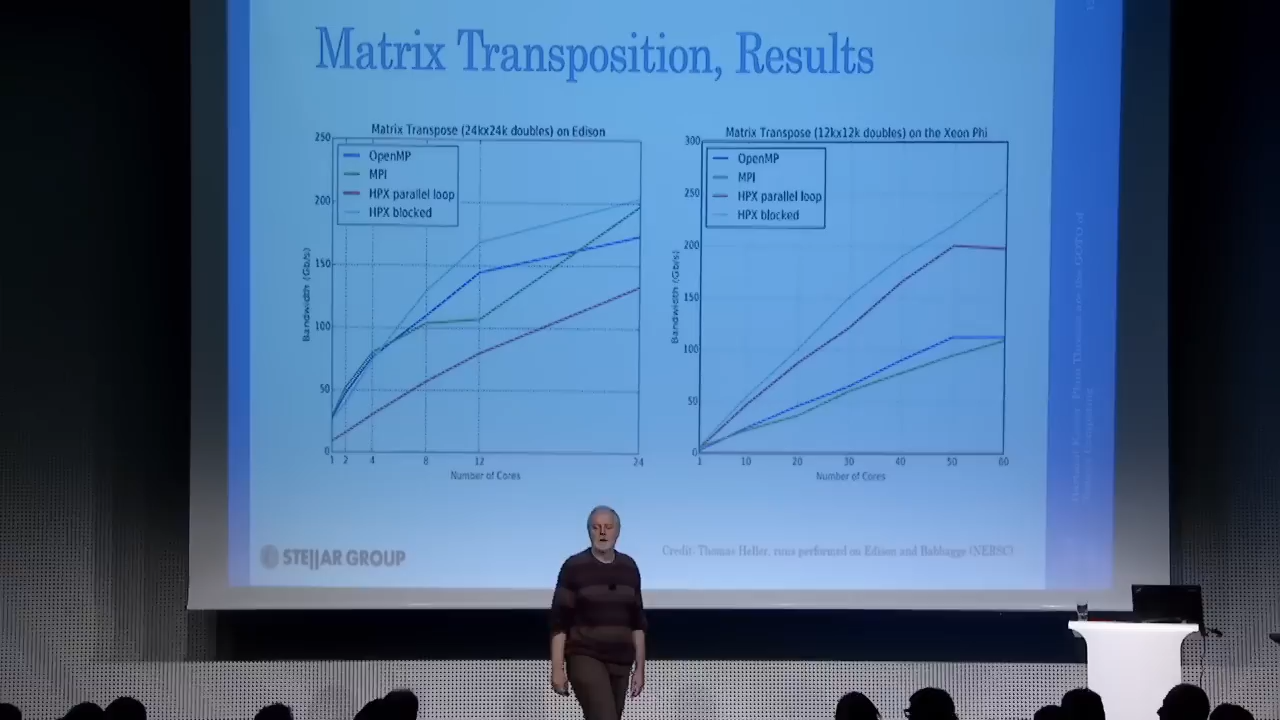 Matrix Transposition, Results
Matrix Transpose (24kx24k doubles) on Edison
250
200
150
100
50
0
Bandwidth (Gb/s)
OpenMP
MPI
HPX parallel loop
HPX blocked
1 2 4 8 12 24
Number of Cores
Matrix Transpose (12kx12k doubles) on the Xeon Phi
300
250
200
150
100
50
0
Bandwidth (Gb/s)
OpenMP
MPI
HPX parallel loop
HPX blocked
1 10 20 30 40 50 60
Number of Cores
STE||AR GROUP
Credit: Thomas Heller, runs performed on Edison and Babbage (NERSC)